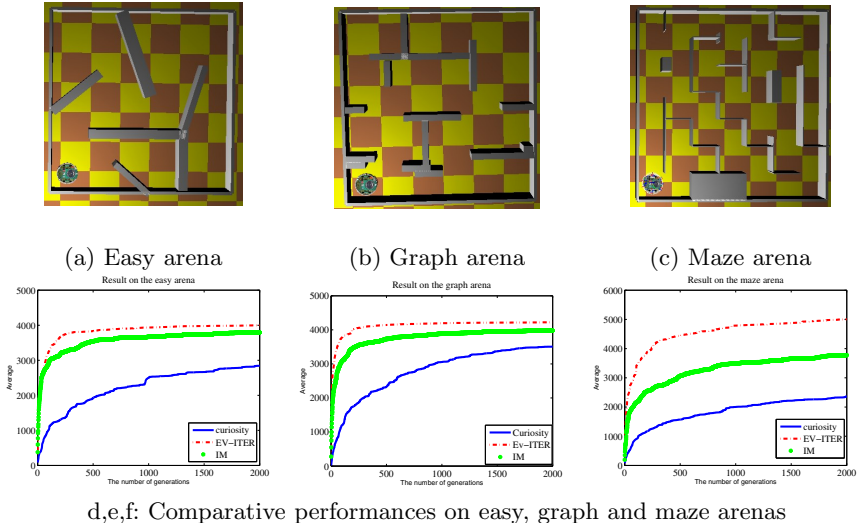 (a) Easy arena
(b) Graph arena
(c) Maze arena
Result on the easy arena
5000
4000
3000
2000
1000
0
Average
0 500 1000 1500 2000
The number of generations
curiosity
EV-ITER
IM
Result on the graph arena
5000
4000
3000
2000
1000
0
Average
0 500 1000 1500 2000
The number of generations
Curiosity
Ev-ITER
IM
Result on the maze arena
6000
5000
4000
3000
2000
1000
0
Average
0 500 1000 1500 2000
The number of generations
curiosity
EV-ITER
IM
d,e,f: Comparative performances on easy, graph and maze arenas